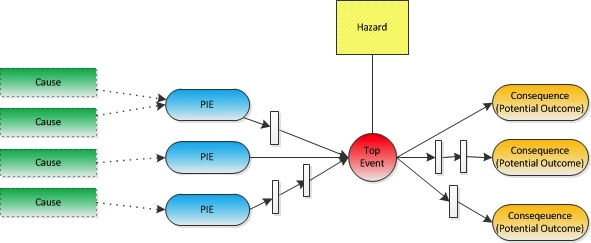 Hazard
Cause
Cause
Cause
Cause
PIE
PIE
PIE
Top
Event
Consequence
(Potential Outcome)
Consequence
(Potential Outcome)
Conseqeuence
(Potential Outcome)